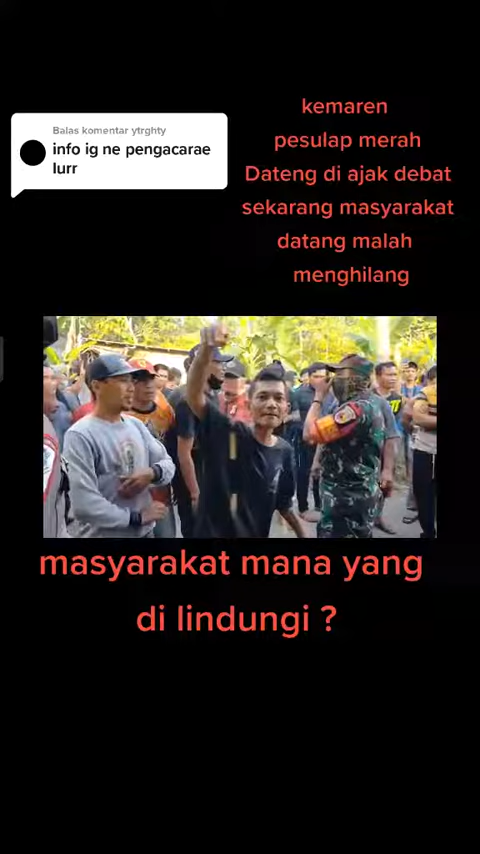 Balas komentar ytrghty
info ig ne pengacarae
lurr
kemaren
pesulap merah
Dateng di ajak debat
sekarang masyarakat
datang malah
menghilang
masyarakat mana yang
di lindungi ?